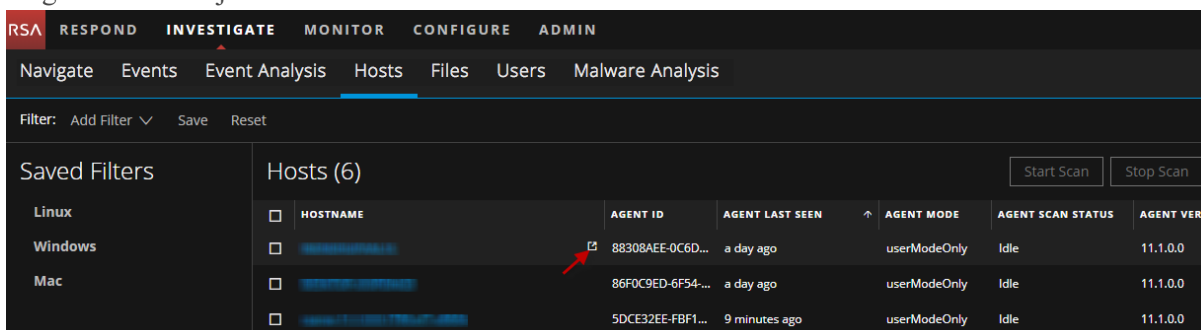 RSA RESPOND INVESTIGATE MONITOR CONFIGURE ADMIN
Navigate Events Event Analysis Hosts Files Users Malware Analysis
Filter: Add Filter Save Reset
Saved Filters
Linux
Windows
Mac
Hosts (6) Start Scan Stop Scan
HOSTNAME AGENT ID AGENT LAST SEEN AGENT MODE AGENT SCAN STATUS AGENT VER
88308AEE-0C6D... a day ago userModeOnly Idle 11.1.0.0
86F0C9ED-6F54-... a day ago userModeOnly Idle 11.1.0.0
5DCE32EE-FBF1... 9 minutes ago userModeOnly Idle 11.1.0.0